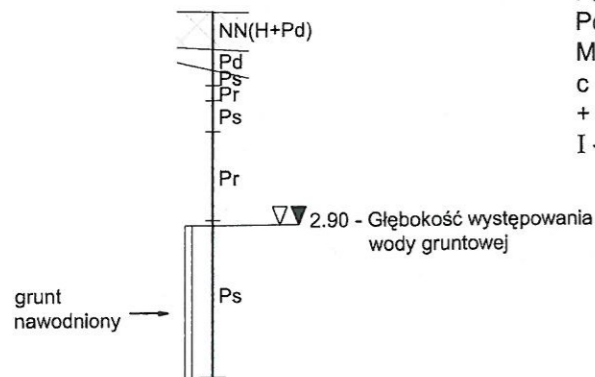 NN(H+Pd)
Pd
Ps
Pr
Ps
Pr
2.90 - Głębokość występowania
wody gruntowej
Ps
grunt
nawodniony
M
c
+
I